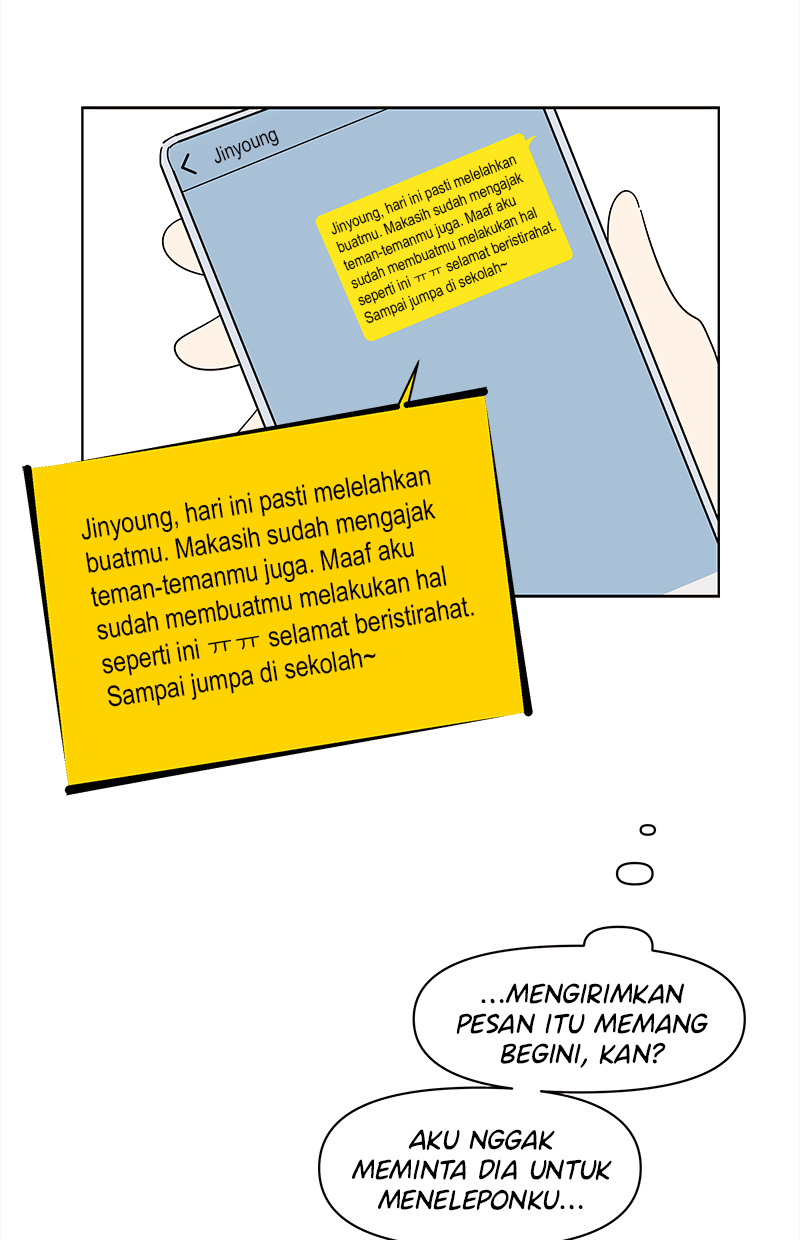 Jinyoung
Jinyoung, hari ini pasti melelahkan
buatmu. Makasih sudah mengajak
teman-temanmu juga. Maaf aku
sudah membuatmu melakukan hal
seperti ini ㅠㅠ selamat beristirahat.
Sampai jumpa di sekolah~
Jinyoung, hari ini pasti melelahkan
buatmu. Makasih sudah mengajak
teman-temanmu juga. Maaf aku
sudah membuatmu melakukan hal
seperti ini ㅠㅠ selamat beristirahat.
Sampai jumpa di sekolah~
...MENGIRIMKAN
PESAN ITU MEMANG
BEGINI, KAN?
AKU NGGAK
MEMINTA DIA UNTUK
MENELEPONKU...